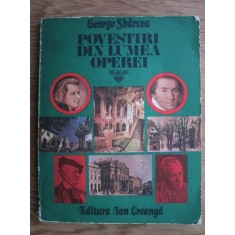 George Sbârcea
POVESTIRI
DIN LUMEA
OPEREI
Editura Ion Creangă